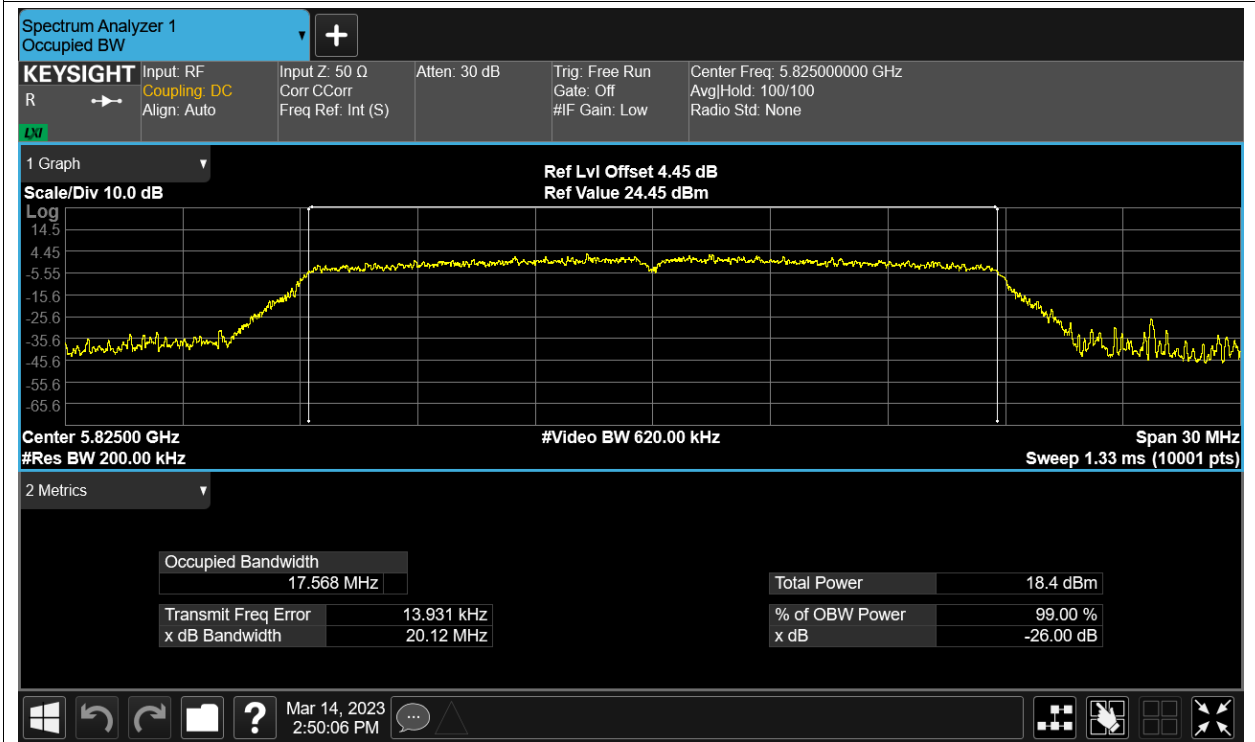 Spectrum Analyzer 1
Occupied BW
+
KEYSIGHT
R
LXI
Input: RF
Coupling: DC
Align: Auto
Input Z: 50 Ω
Corr CCorr
Freq Ref: Int (S)
Atten: 30 dB
Trig: Free Run
Gate: Off
#IF Gain: Low
Center Freq: 5.825000000 GHz
Avg|Hold: 100/100
Radio Std: None
1 Graph
Scale/Div 10.0 dB
Ref Lvl Offset 4.45 dB
Ref Value 24.45 dBm
Log
14.5
4.45
-5.55
-15.6
-25.6
-35.6
-45.6
-55.6
-65.6
Center 5.82500 GHz
#Video BW 620.00 kHz
Span 30 MHz
#Res BW 200.00 kHz
Sweep 1.33 ms (10001 pts)
2 Metrics
Occupied Bandwidth
17.568 MHz
Total Power 18.4 dBm
Transmit Freq Error 13.931 kHz
% of OBW Power 99.00 %
x dB Bandwidth 20.12 MHz
x dB -26.00 dB
?
Mar 14, 2023
2:50:06 PM